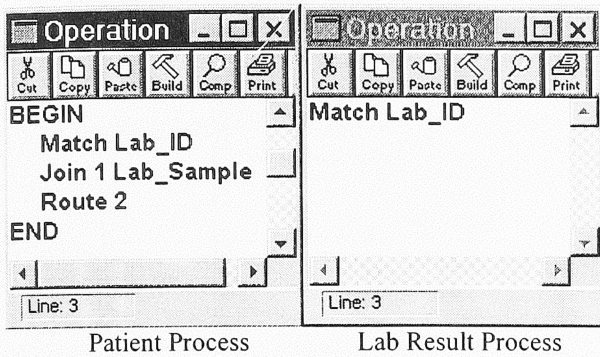 Operation
Cut Copy Paste Build Comp Print
BEGIN
Match Lab_ID
Join 1 Lab_Sample
Route 2
END
Line: 3
Patient Process
Operation
Cut Copy Paste Build Comp Print
Match Lab_ID
Line: 3
Lab Result Process